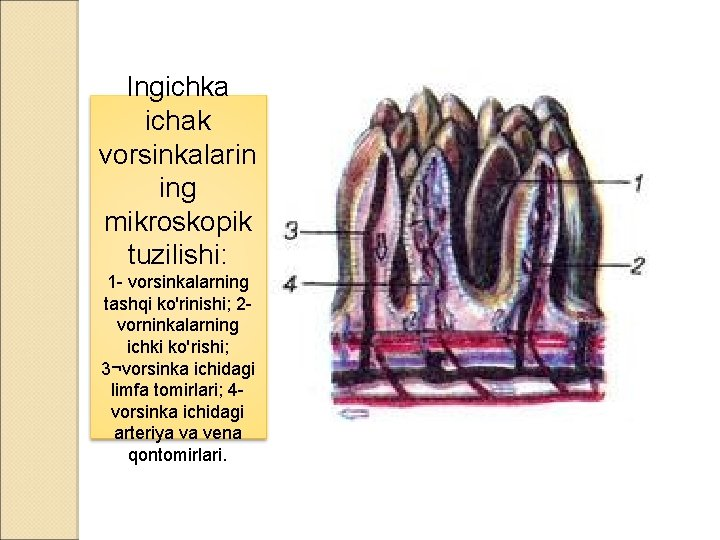 Ingichka
ichak
vorsinkalarin
ing
mikroskopik
tuzilishi:
1 - vorsinkalarning
tashqi ko'rinishi; 2-
vorninkalarning
ichki ko'rishi;
3¬vorsinka ichidagi
limfa tomirlari; 4-
vorsinka ichidagi
arteriya va vena
qontomirlari.
1
3
2
4